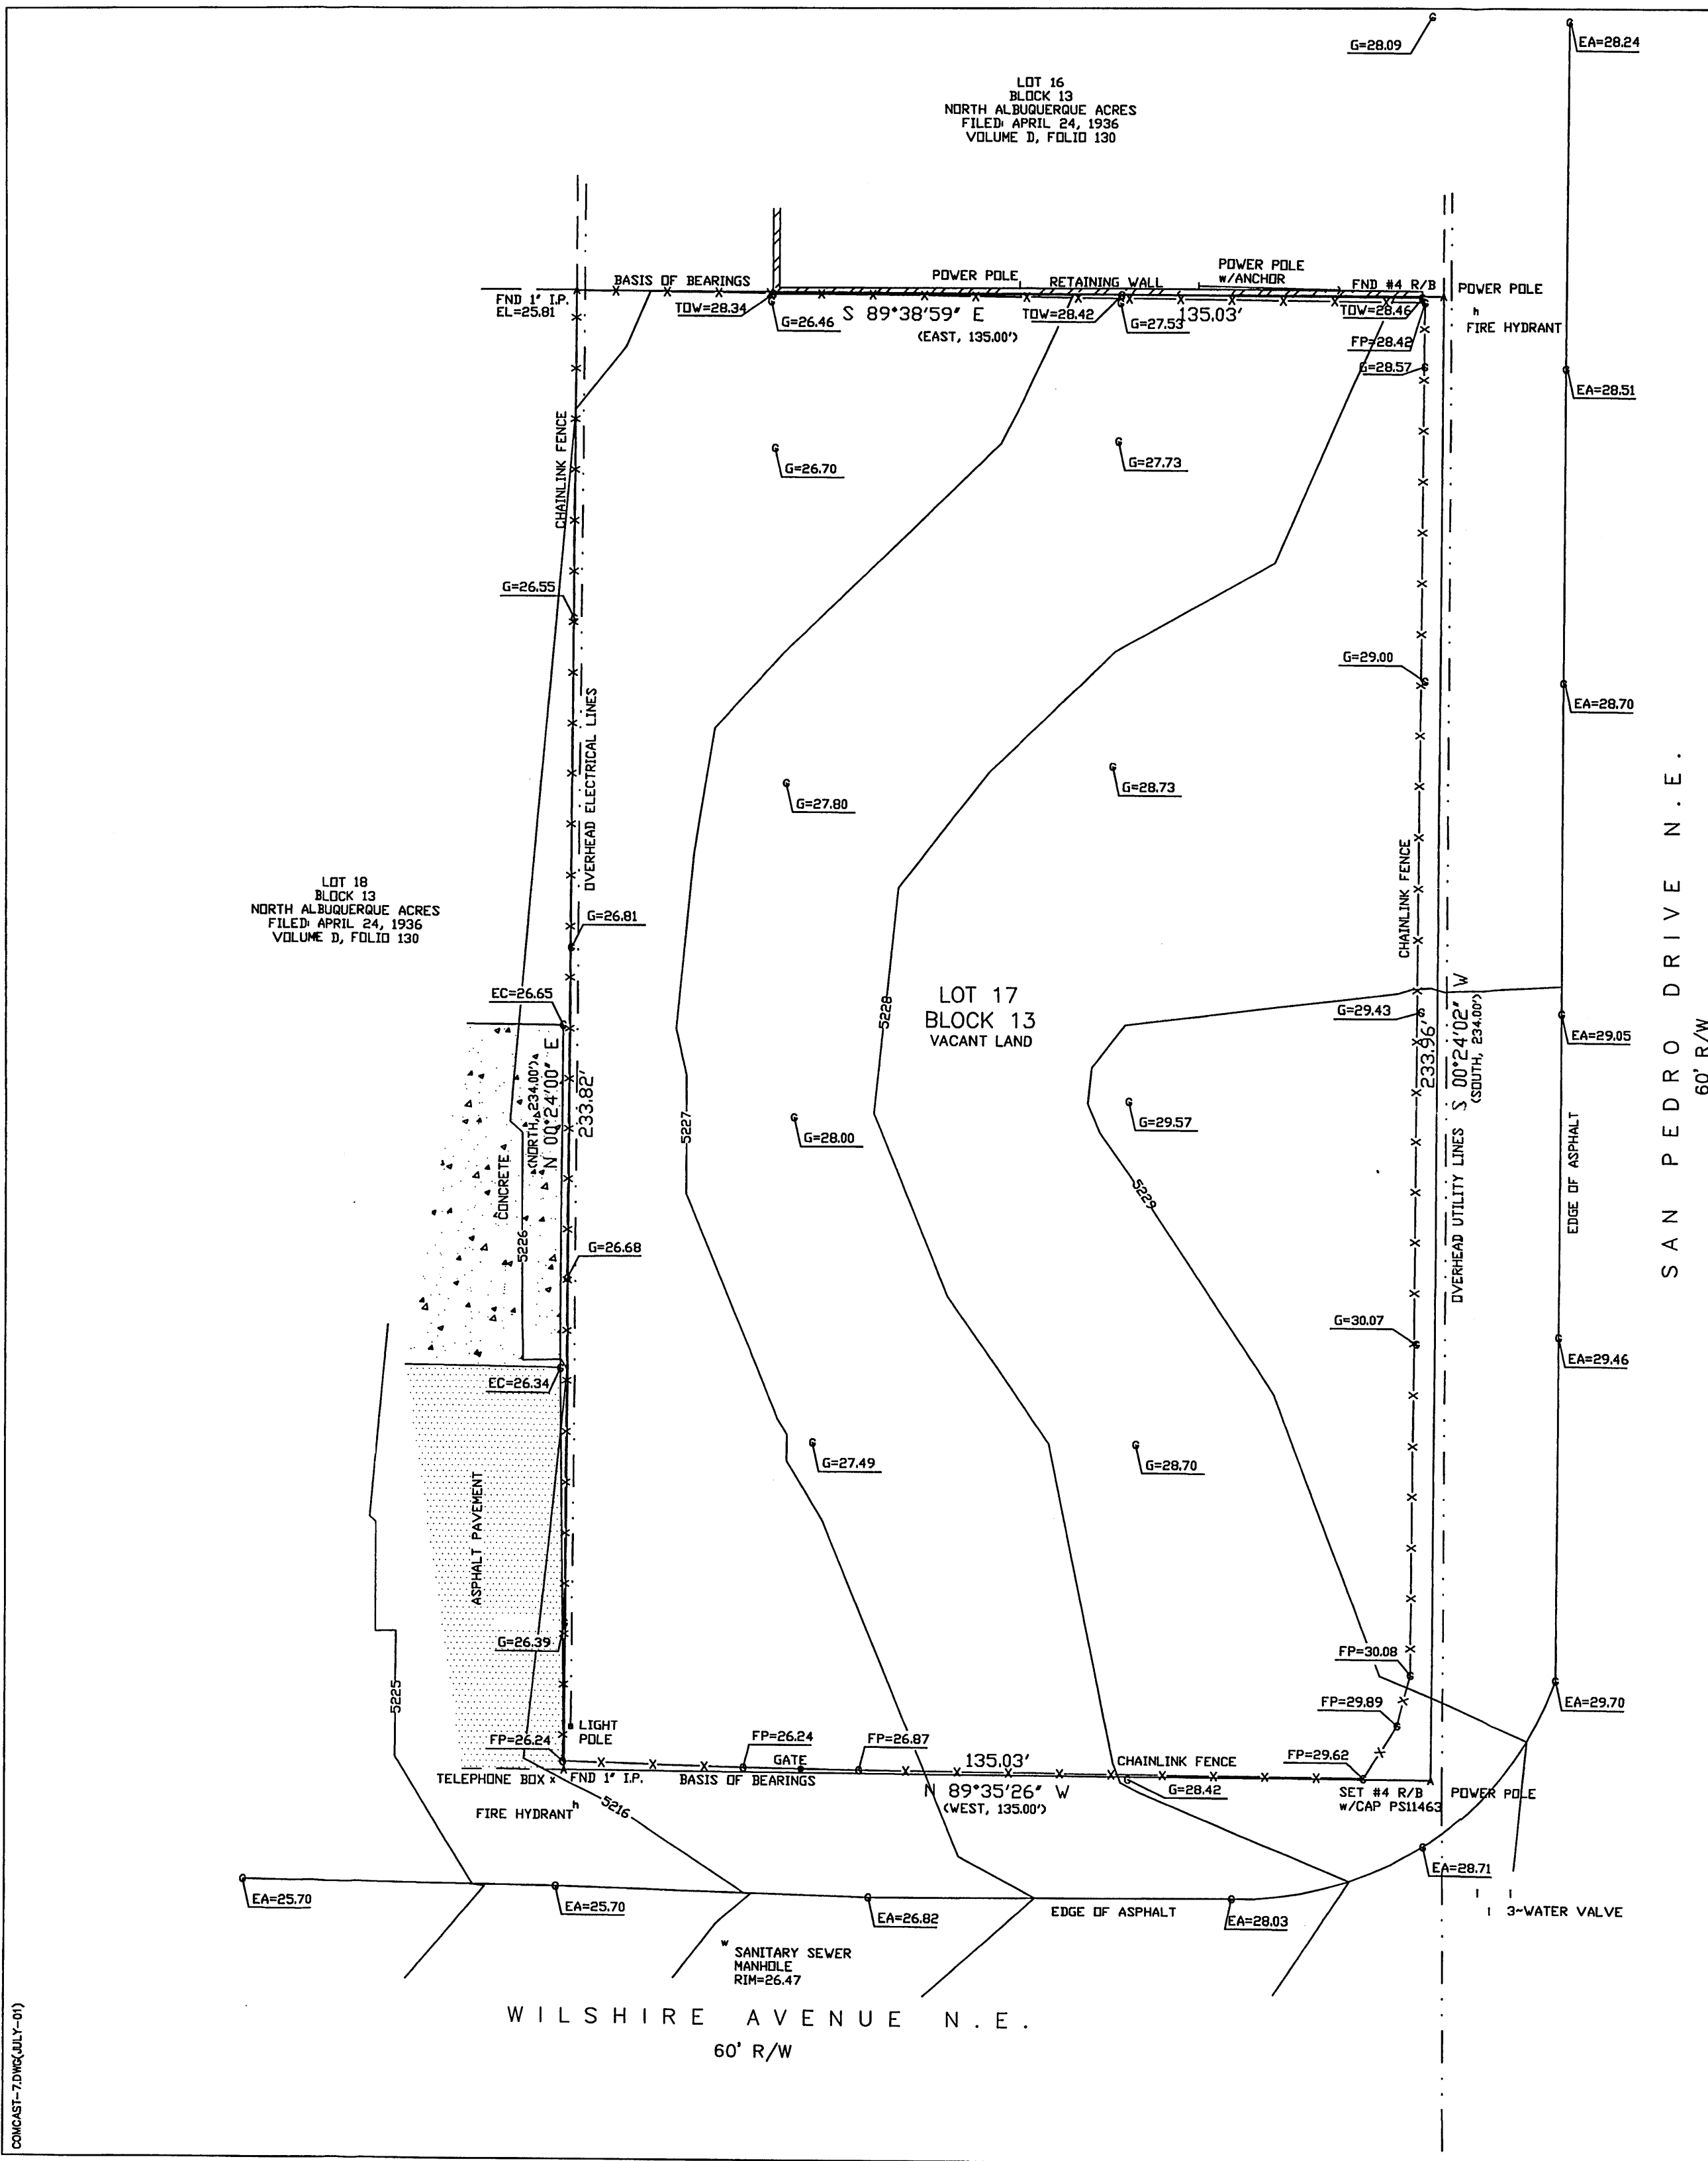 G=28.09
EA=28.24
LOT 16
BLOCK 13
NORTH ALBUQUERQUE ACRES
FILED: APRIL 24, 1936
VOLUME D, FOLIO 130
BASIS OF BEARINGS
POWER POLE
RETAINING WALL
POWER POLE
w/ANCHOR
FND #4 R/B
POWER POLE
FND 1" I.P.
EL=25.81
TOW=28.34
G=26.46
S 89°38'59" E
(EAST, 135.00')
TOW=28.42
G=27.53
135.03'
TOW=28.46
h
FIRE HYDRANT
FP=28.42
G=28.57
EA=28.51
CHAINLINK FENCE
G=26.70
G=27.73
G=26.55
G=29.00
EA=28.70
OVERHEAD ELECTRICAL LINES
G=27.80
G=28.73
CHAINLINK FENCE
SAN PEDRO DRIVE N.E.
60' R/W
LOT 18
BLOCK 13
NORTH ALBUQUERQUE ACRES
FILED: APRIL 24, 1936
VOLUME D, FOLIO 130
G=26.81
EC=26.65
5228
LOT 17
BLOCK 13
VACANT LAND
G=29.43
EA=29.05
N 00°24'00" E
(NORTH, 234.00')
233.82'
233.96'
S 00°24'02" W
(SOUTH, 234.00')
5227
G=28.00
G=29.57
EDGE OF ASPHALT
CONCRETE
5229
OVERHEAD UTILITY LINES
5226
G=26.68
G=30.07
EA=29.46
EC=26.34
G=27.49
G=28.70
ASPHALT PAVEMENT
G=26.39
FP=30.08
5225
FP=29.89
EA=29.70
LIGHT
POLE
FP=26.24
FP=26.24
GATE
FP=26.87
135.03'
CHAINLINK FENCE
FP=29.62
TELEPHONE BOX x
FND 1" I.P.
BASIS OF BEARINGS
N 89°35'26" W
(WEST, 135.00')
G=28.42
SET #4 R/B
W/CAP PS11463
POWER POLE
FIRE HYDRANT h
5216
EA=28.71
EA=25.70
EA=25.70
EA=26.82
EDGE OF ASPHALT
EA=28.03
3~WATER VALVE
w
SANITARY SEWER
MANHOLE
RIM=26.47
WILSHIRE AVENUE N.E.
60' R/W
COMCAST-7.DWG(JULY-01)